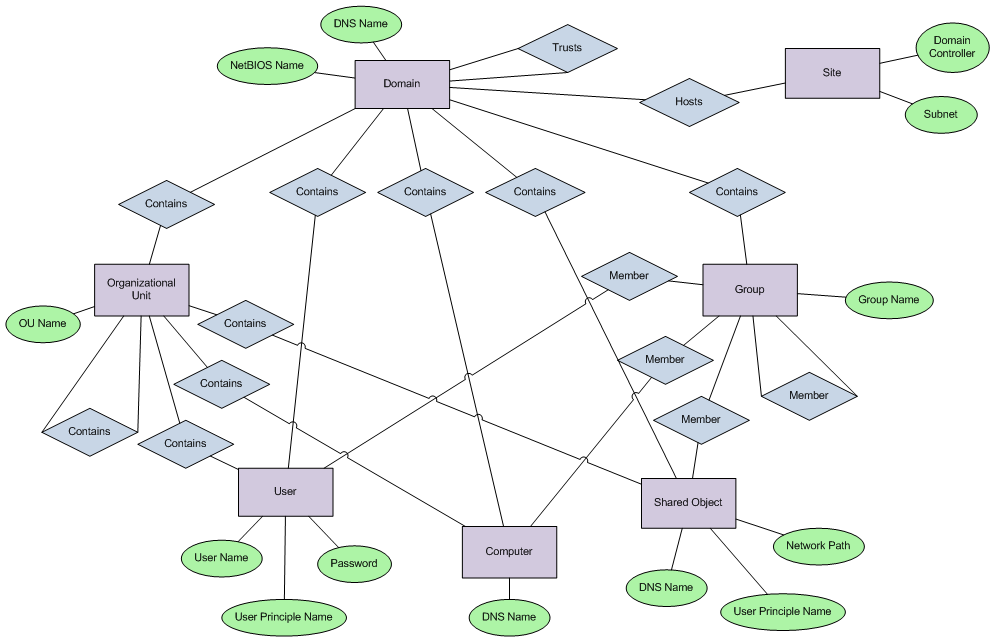 DNS Name
NetBIOS Name
Domain
Trusts
Hosts
Site
Domain
Controller
Subnet
Contains
Contains
Contains
Contains
Contains
Organizational
Unit
OU Name
Contains
Contains
Contains
Contains
Member
Group
Group Name
Member
Member
Member
User
User Name
Password
User Principle Name
Computer
DNS Name
Shared Object
Network Path
DNS Name
User Principle Name